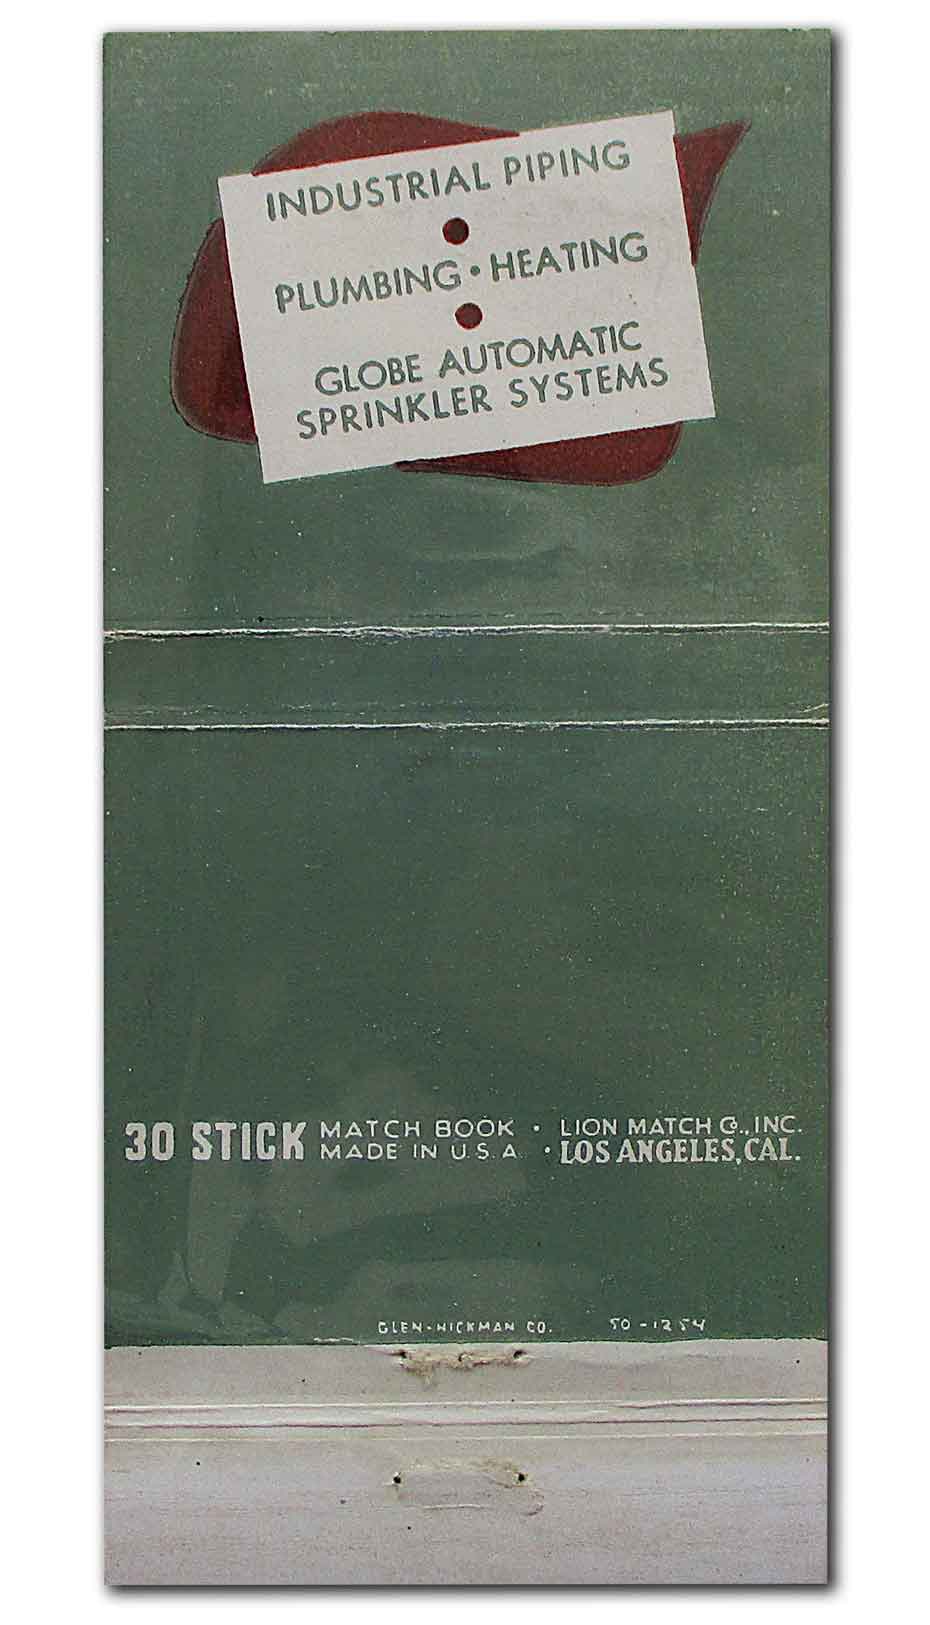 INDUSTRIAL PIPING
PLUMBING • HEATING
GLOBE AUTOMATIC
SPRINKLER SYSTEMS
30 STICK MATCH BOOK • LION MATCH CO., INC.
MADE IN U.S.A. • LOS ANGELES, CAL.
GLEN-HICKMAN CO. 50-1254